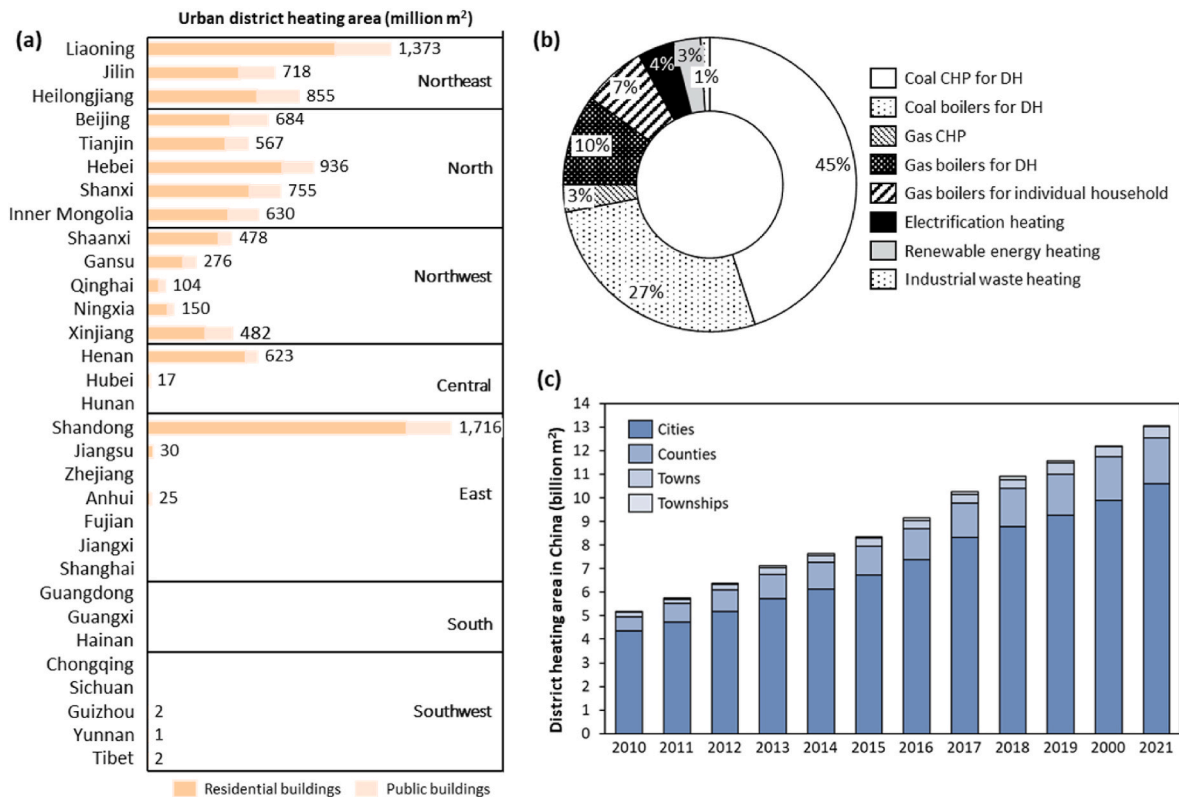 Urban district heating area (million m²)
(a)
Liaoning 1,373
Jilin 718
Northeast
Heilongjiang 855
Beijing 684
Tianjin 567
Hebei 936
North
Shanxi 755
Inner Mongolia 630
Shaanxi 478
Gansu 276
Northwest
Qinghai 104
Ningxia 150
Xinjiang 482
Henan 623
Hubei 17
Central
Hunan
Shandong 1,716
Jiangsu 30
Zhejiang
East
Anhui 25
Fujian
Jiangxi
Shanghai
Guangdong
Guangxi
South
Hainan
Chongqing
Sichuan
Guizhou 2
Southwest
Yunnan 1
Tibet 2
Residential buildings Public buildings
(b)
45%
27%
3%
10%
7%
4%
3%
1%
Coal CHP for DH
Coal boilers for DH
Gas CHP
Gas boilers for DH
Gas boilers for individual household
Electrification heating
Renewable energy heating
Industrial waste heating
(c)
District heating area in China (billion m²)
14
13
12
11
10
9
8
7
6
5
4
3
2
1
0
Cities
Counties
Towns
Townships
2010 2011 2012 2013 2014 2015 2016 2017 2018 2019 2000 2021